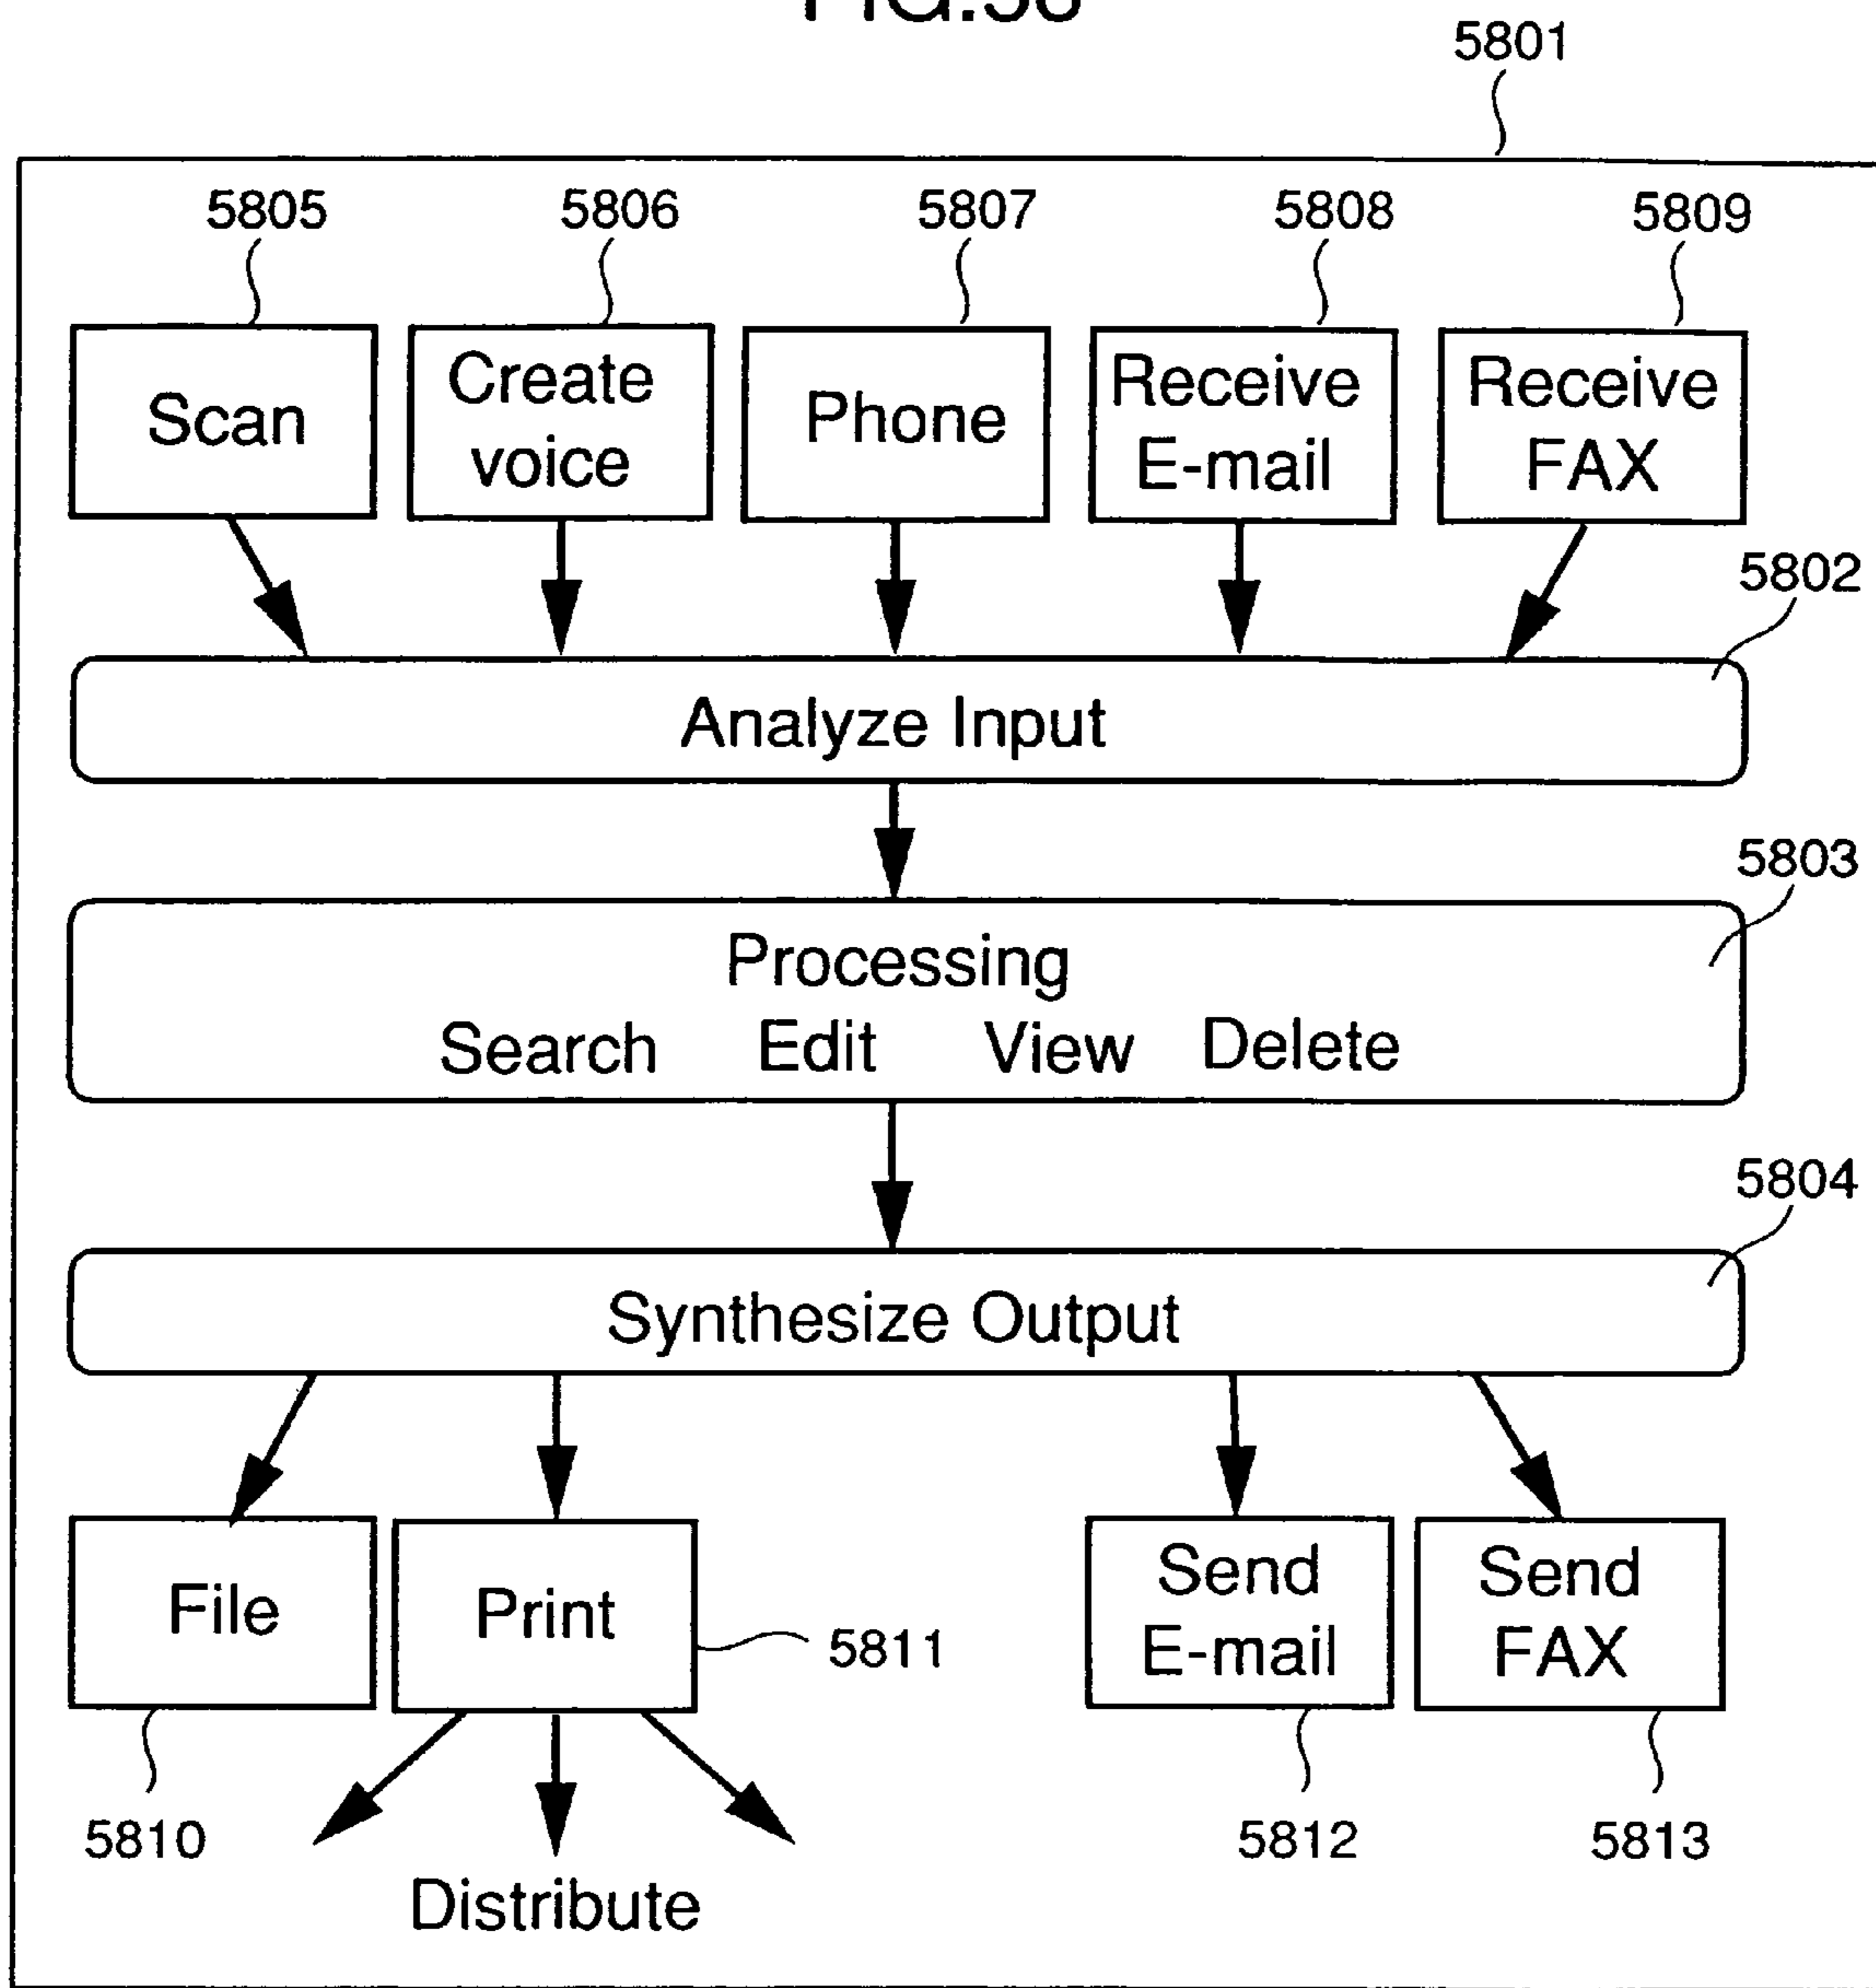 5801
5805 5806 5807 5808 5809
Scan
Create
voice
Phone
Receive
E-mail
Receive
FAX
5802
Analyze Input
5803
Processing
Search Edit View Delete
5804
Synthesize Output
File
Print
5811
Send
E-mail
Send
FAX
5810
5812
5813
Distribute